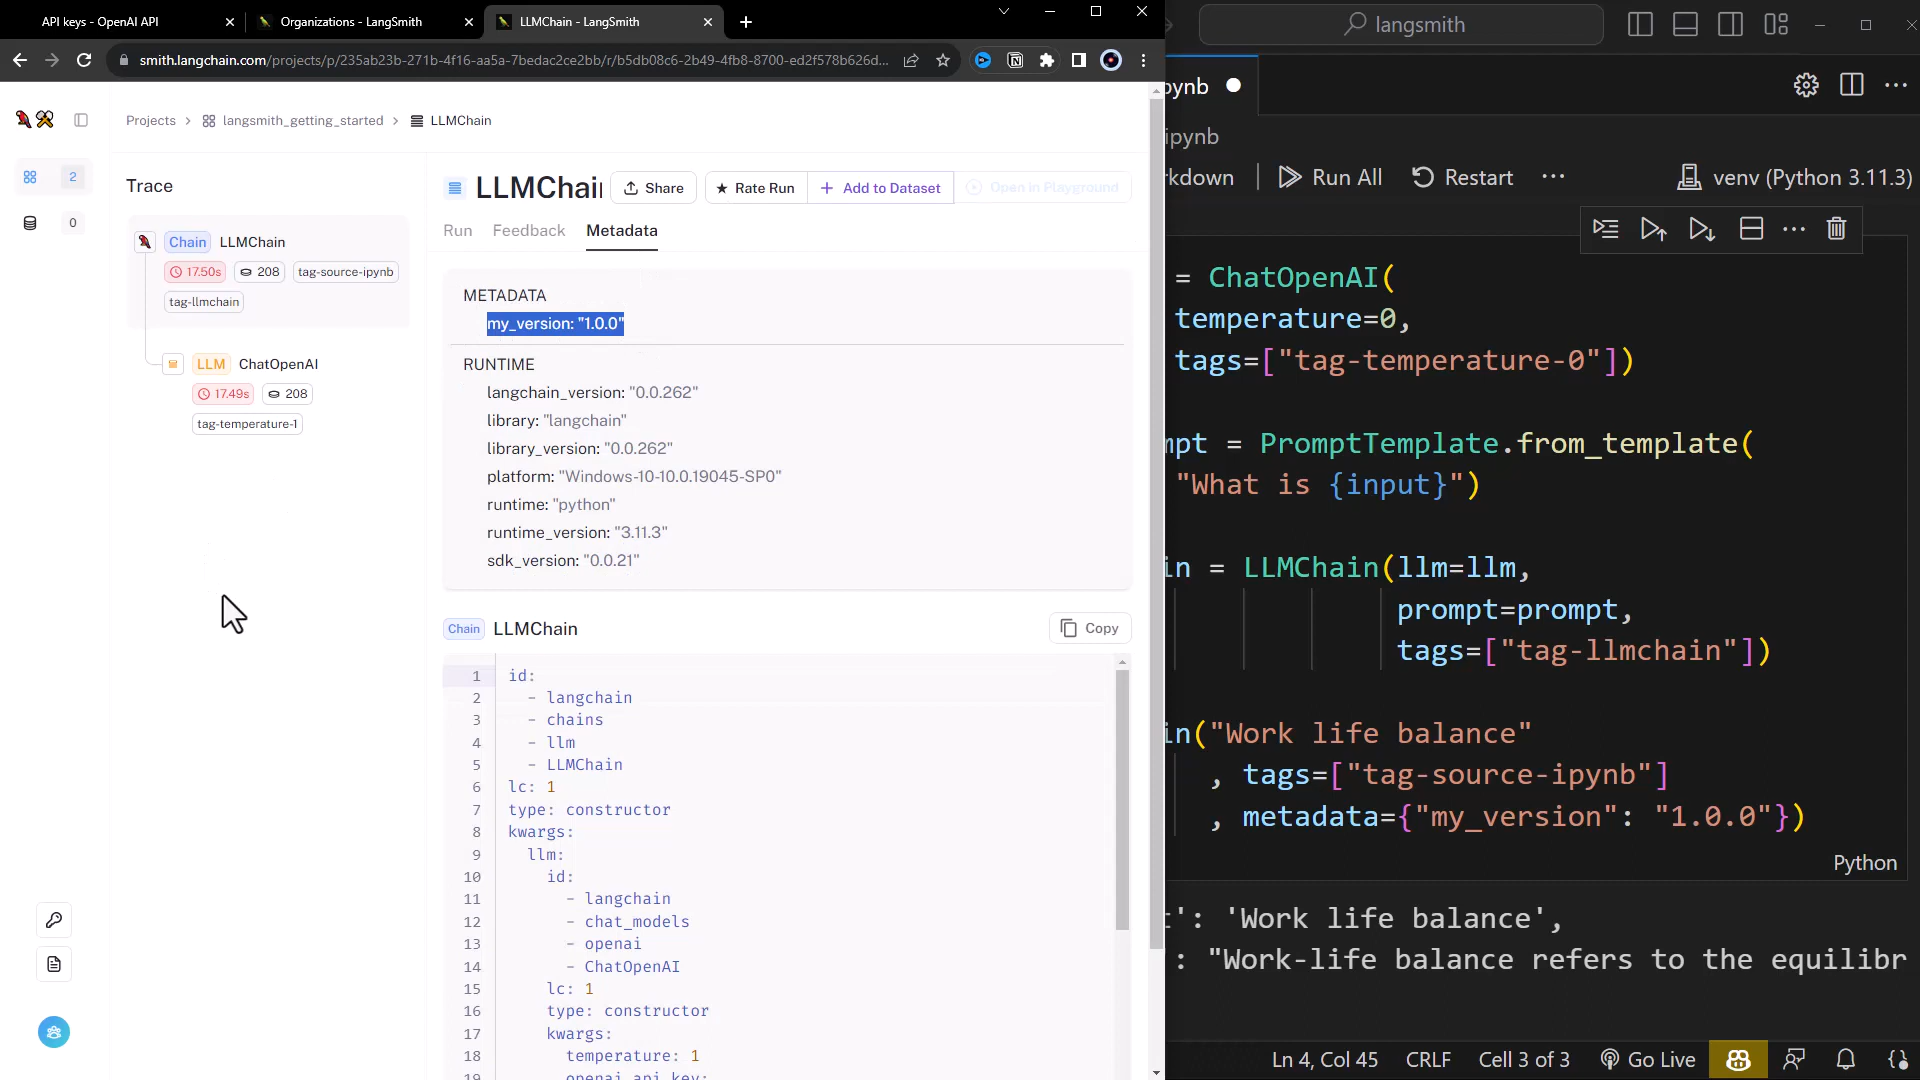 API keys - OpenAI API
Organizations - LangSmith
LLMChain - LangSmith
smith.langchain.com/projects/p/235ab23b-271b-4f16-aa5a-7bedac2ce2bb/r/b5db08c6-2b49-4fb8-8700-ed2f578b626d...
Projects
langsmith_getting_started
LLMChain
2
0
Trace
Chain LLMChain
17.50s 208 tag-source-ipynb
tag-llmchain
LLM ChatOpenAI
17.49s 208
tag-temperature-1
LLMChai
Share
Rate Run
Add to Dataset
Open in Playground
Run Feedback Metadata
METADATA
my_version: "1.0.0"
RUNTIME
langchain_version: "0.0.262"
library: "langchain"
library_version: "0.0.262"
platform: "Windows-10-10.0.19045-SP0"
runtime: "python"
runtime_version: "3.11.3"
sdk_version: "0.0.21"
Chain LLMChain
Copy
1 id:
2 - langchain
3 - chains
4 - llm
5 - LLMChain
6 lc: 1
7 type: constructor
8 kwargs:
9 llm:
10 id:
11 - langchain
12 - chat_models
13 - openai
14 - ChatOpenAI
15 lc: 1
16 type: constructor
17 kwargs:
18 temperature: 1
19 openai_api_key:
langsmith
ynb
ipynb
kdown
Run All
Restart
venv (Python 3.11.3)
= ChatOpenAI(
temperature=0,
tags=["tag-temperature-0"])
mpt = PromptTemplate.from_template(
"What is {input}")
in = LLMChain(llm=llm,
prompt=prompt,
tags=["tag-llmchain"])
in("Work life balance"
, tags=["tag-source-ipynb"]
, metadata={"my_version": "1.0.0"})
Python
': 'Work life balance',
': "Work-life balance refers to the equilibr
Ln 4, Col 45
CRLF
Cell 3 of 3
Go Live